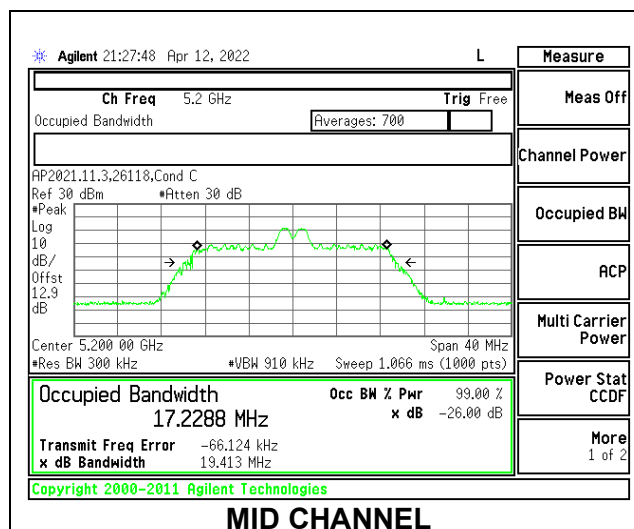 Agilent 21:27:48 Apr 12, 2022 L Measure
Ch Freq 5.2 GHz Trig Free
Occupied Bandwidth Averages: 700
Meas Off
Channel Power
AP2021.11.3,26118,Cond C
Ref 30 dBm #Atten 30 dB
#Peak
Log
10
dB/
Offst
12.9
dB
Occupied BW
ACP
Center 5.200 00 GHz Span 40 MHz
#Res BW 300 kHz #VBW 910 kHz Sweep 1.066 ms (1000 pts)
Multi Carrier
Power
Occupied Bandwidth Occ BW % Pwr 99.00 %
17.2288 MHz x dB -26.00 dB
Transmit Freq Error -66.124 kHz
x dB Bandwidth 19.413 MHz
Power Stat
CCDF
More
1 of 2
Copyright 2000-2011 Agilent Technologies
MID CHANNEL